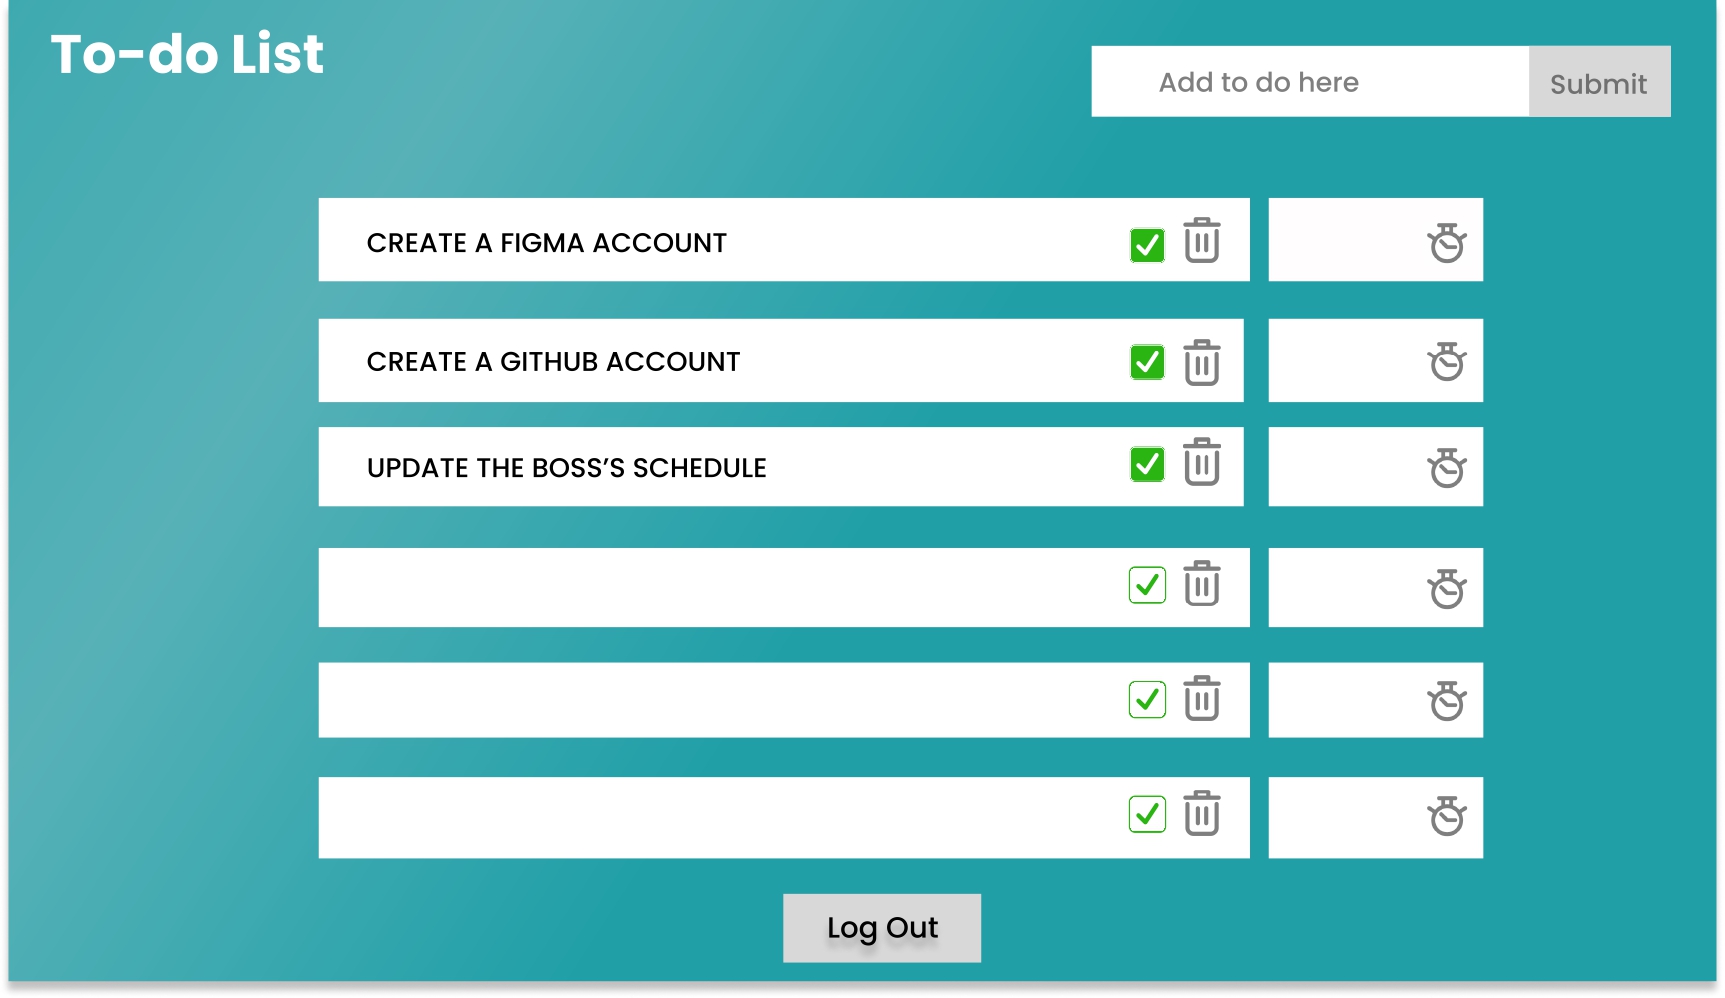 To-do List
Add to do here
Submit
CREATE A FIGMA ACCOUNT
CREATE A GITHUB ACCOUNT
UPDATE THE BOSS’S SCHEDULE
Log Out